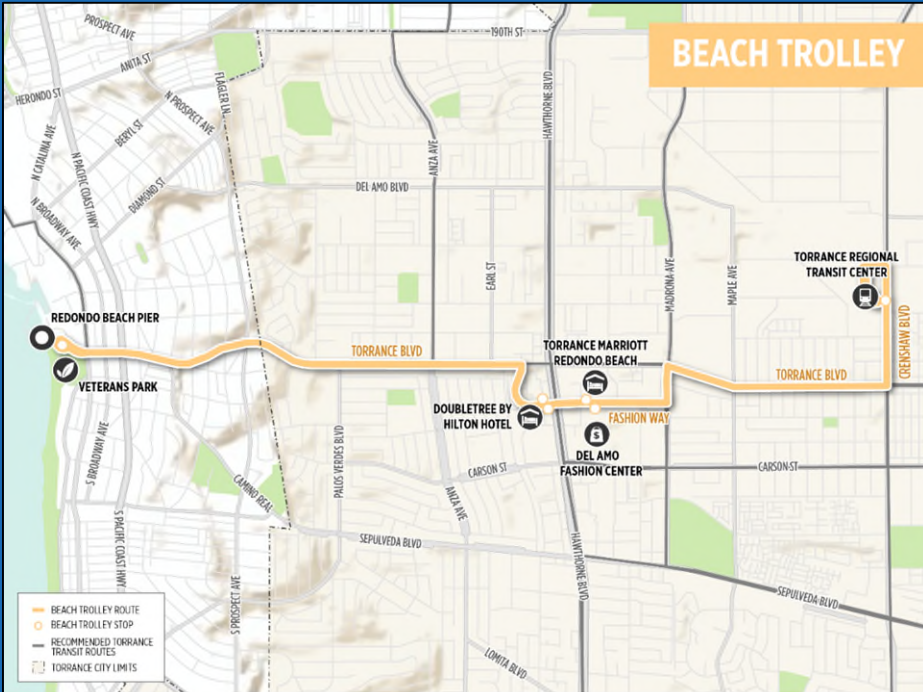 BEACH TROLLEY
PROSPECT AVE
190TH ST
ANITA ST
HERONDO ST
FLAGLER LN
HAWTHORNE BLVD
N PROSPECT AVE
BERYL ST
N CATALINA AVE
N PACIFIC COAST HWY
ANZA AVE
DIAMOND ST
DEL AMO BLVD
N BROADWAY AVE
EARL ST
MADRONA AVE
MAPLE AVE
TORRANCE REGIONAL
TRANSIT CENTER
CRENSHAW BLVD
REDONDO BEACH PIER
TORRANCE BLVD
TORRANCE MARRIOTT
REDONDO BEACH
TORRANCE BLVD
VETERANS PARK
DOUBLETREE BY
HILTON HOTEL
FASHION WAY
$
DEL AMO
FASHION CENTER
S BROADWAY AVE
PALOS VERDES BLVD
CARSON ST
CARSON ST
CAMINO REAL
ANZA AVE
S PACIFIC COAST HWY
SEPULVEDA BLVD
HAWTHORNE BLVD
SEPULVEDA BLVD
S PROSPECT AVE
LOMITA BLVD
BEACH TROLLEY ROUTE
BEACH TROLLEY STOP
RECOMMENDED TORRANCE
TRANSIT ROUTES
TORRANCE CITY LIMITS